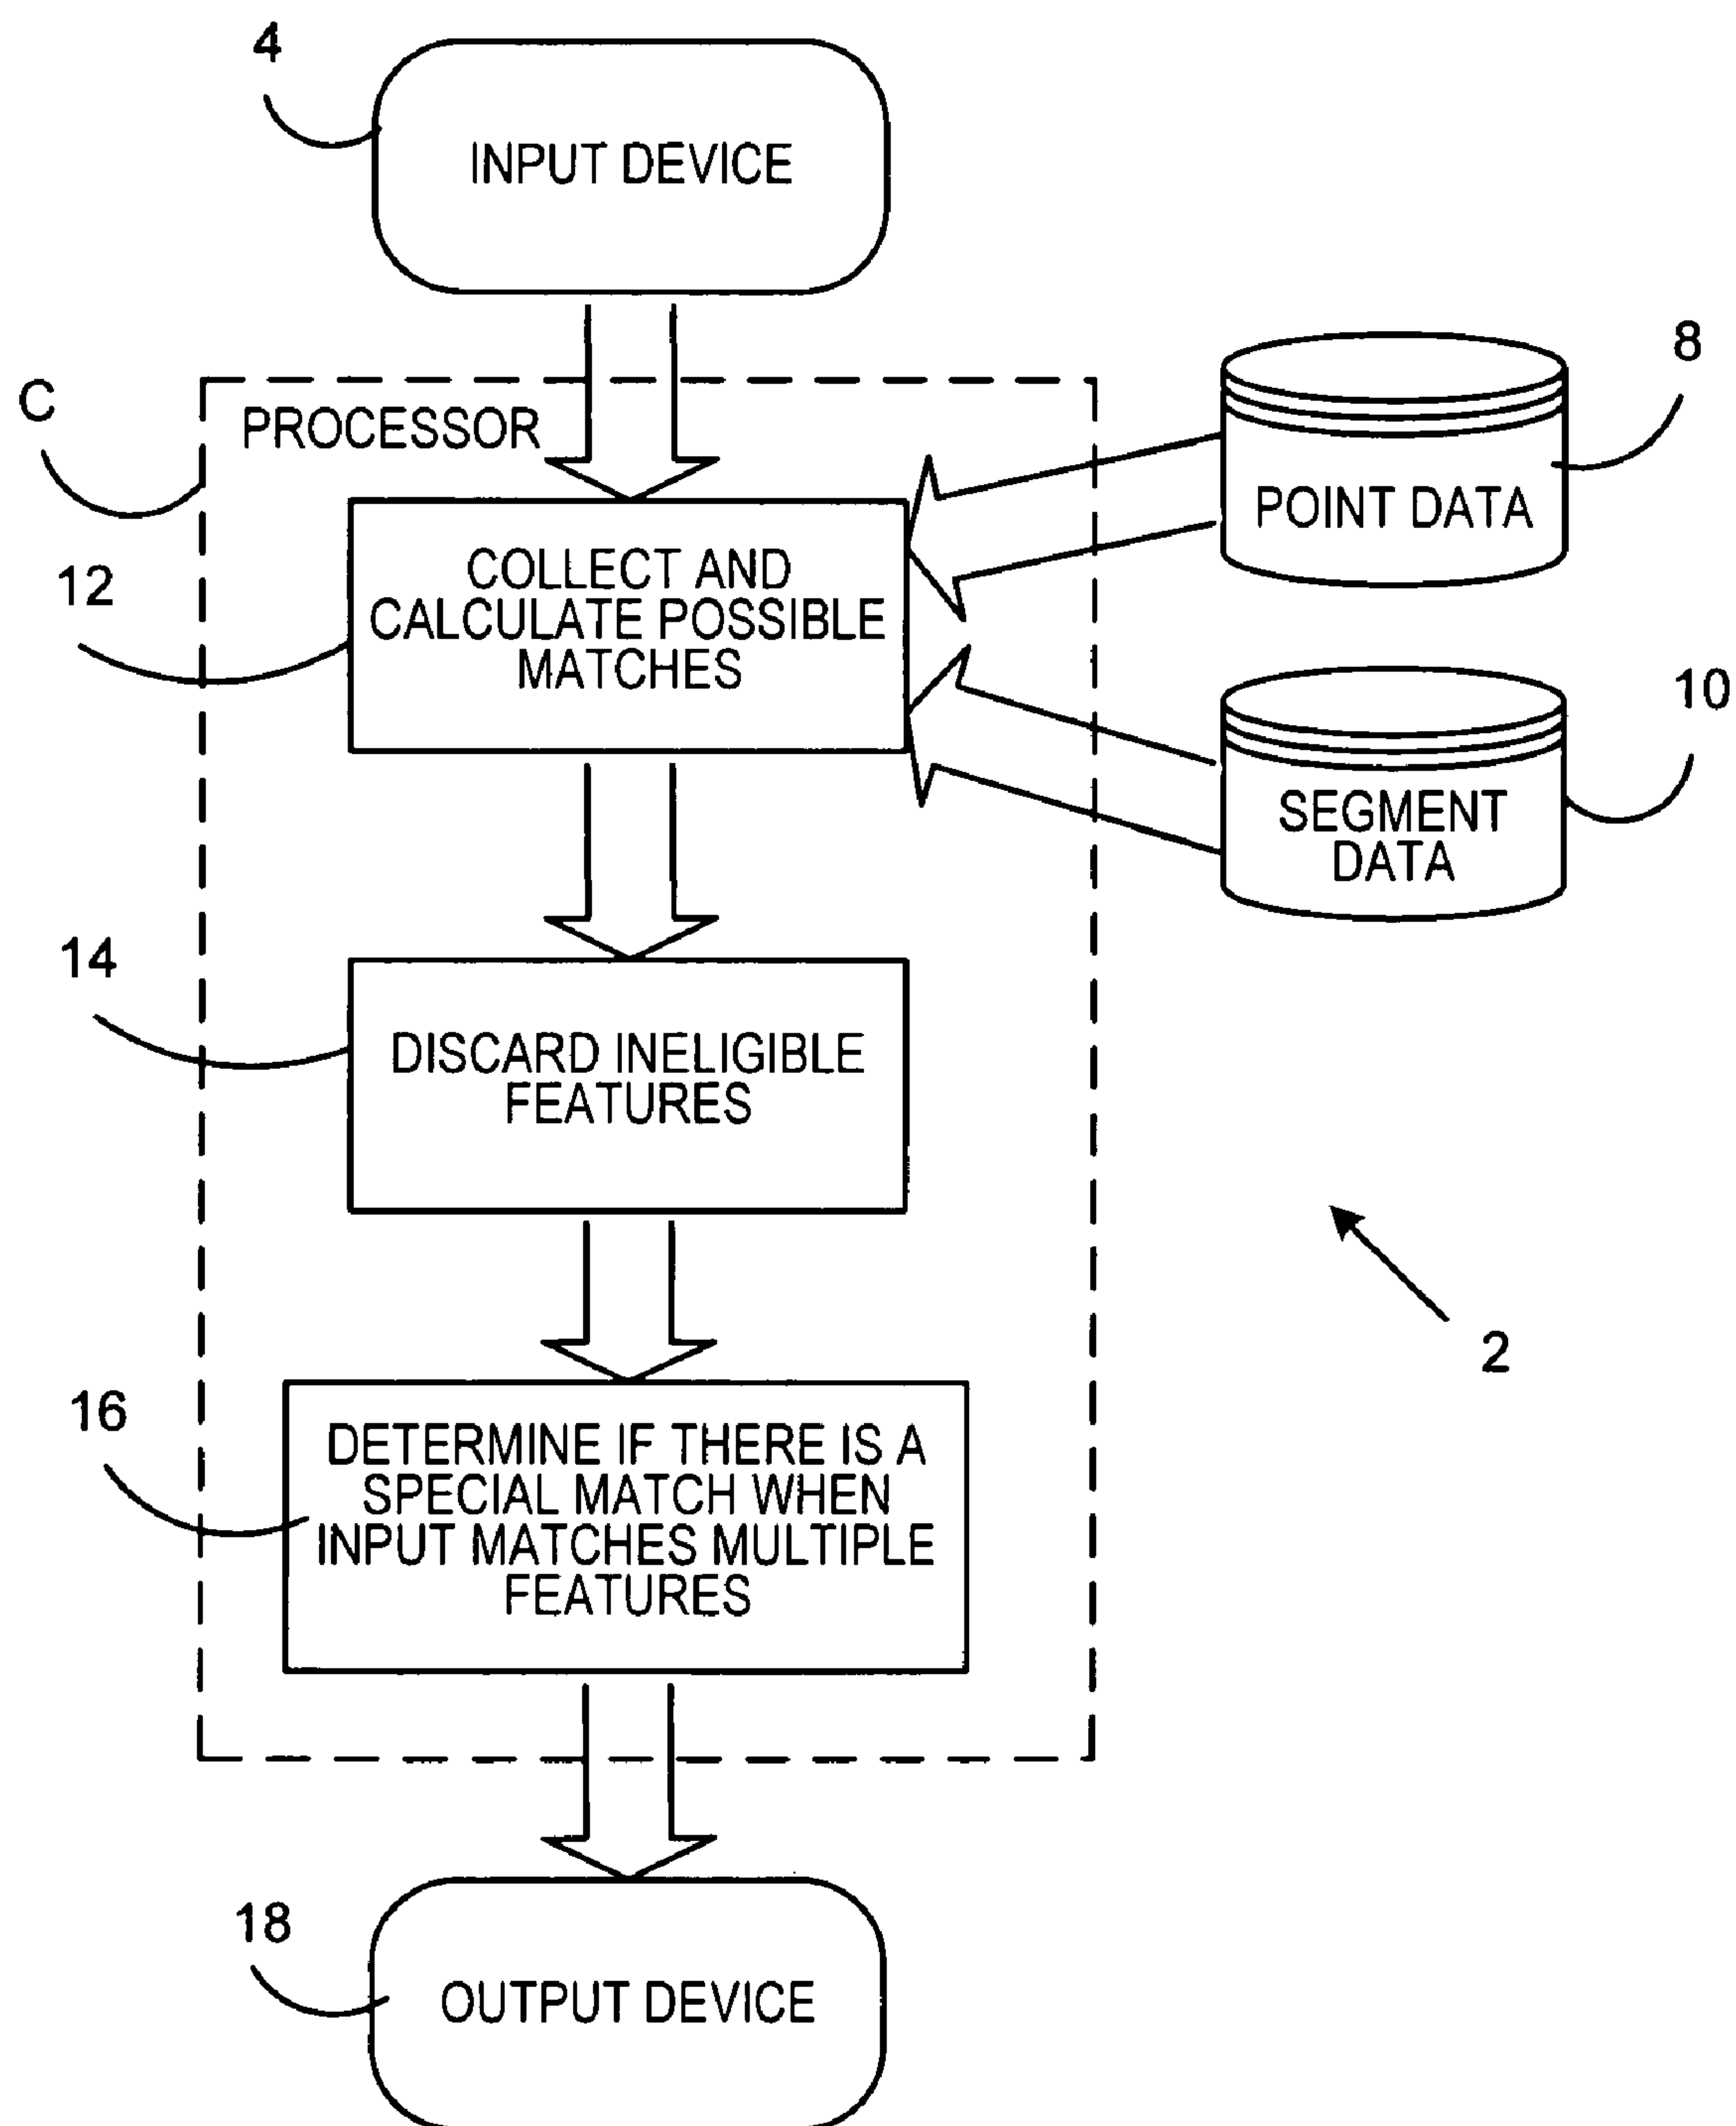 4
INPUT DEVICE
8
C
PROCESSOR
POINT DATA
12
COLLECT AND
CALCULATE POSSIBLE
MATCHES
10
SEGMENT
DATA
14
DISCARD INELIGIBLE
FEATURES
2
16
DETERMINE IF THERE IS A
SPECIAL MATCH WHEN
INPUT MATCHES MULTIPLE
FEATURES
18
OUTPUT DEVICE